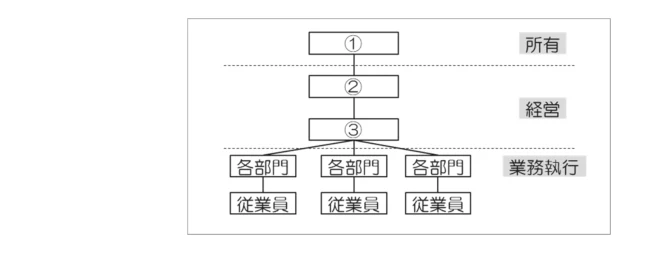 ① 所有
②
経営
③
各部門 各部門 各部門 業務執行
従業員 従業員 従業員